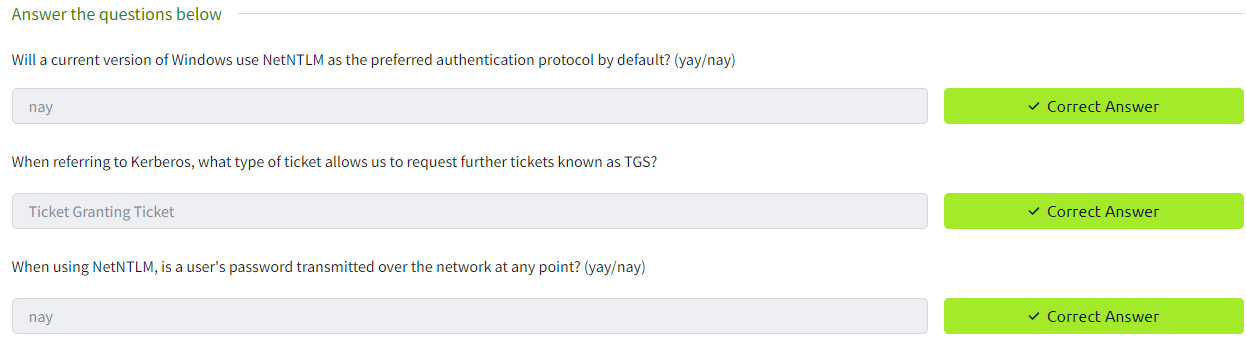 Answer the questions below
Will a current version of Windows use NetNTLM as the preferred authentication protocol by default? (yay/nay)
nay
✓ Correct Answer
When referring to Kerberos, what type of ticket allows us to request further tickets known as TGS?
Ticket Granting Ticket
✓ Correct Answer
When using NetNTLM, is a user's password transmitted over the network at any point? (yay/nay)
nay
✓ Correct Answer